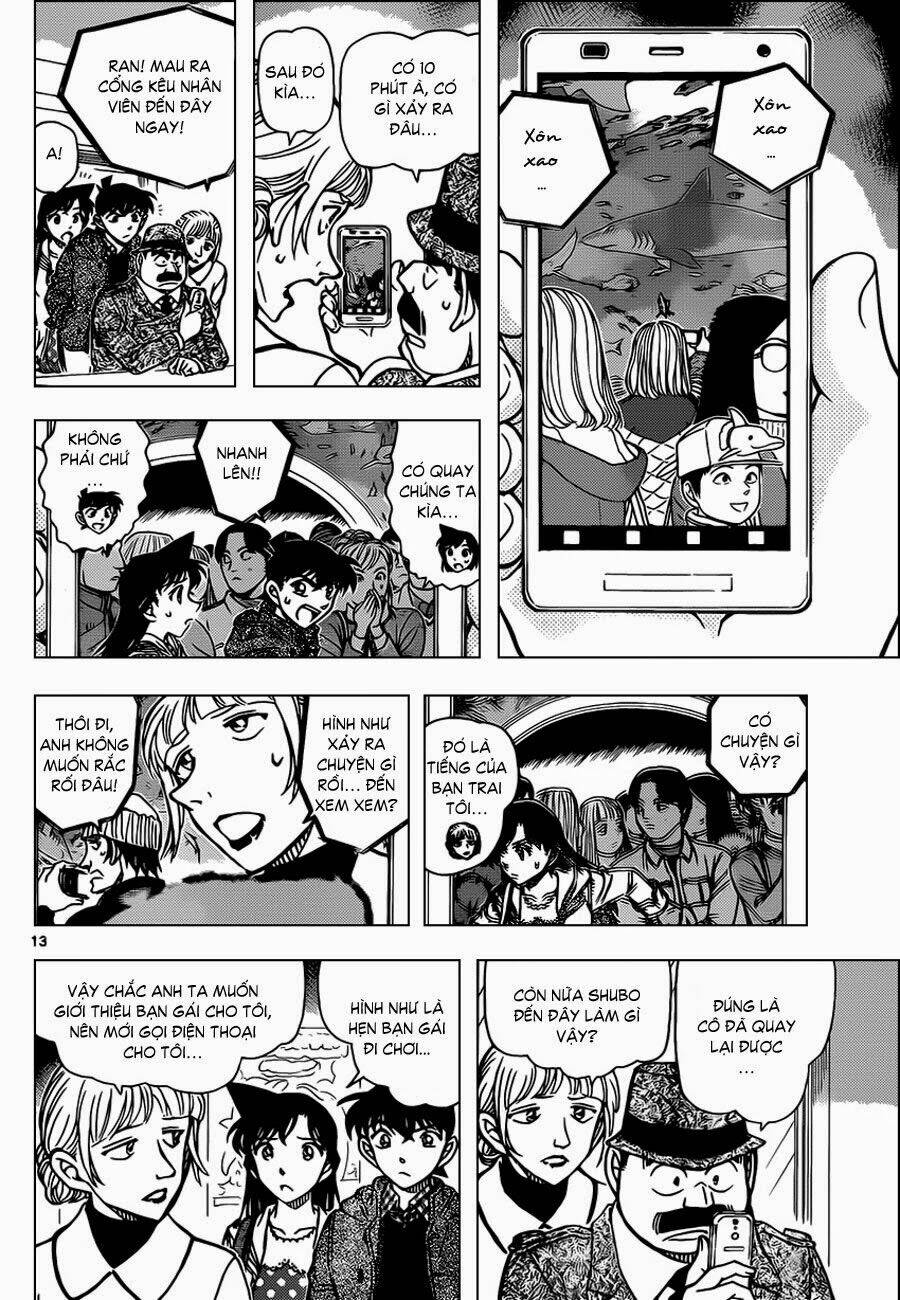 Xôn
xao
...
Xôn
xao
...
CÓ 10
PHÚT À, CÓ
GÌ XẢY RA
ĐÂU...
SAU ĐÓ
KÌA...
RAN! MAU RA
CỔNG KÊU NHÂN
VIÊN ĐẾN ĐÂY
NGAY!
A!
CÓ QUAY
CHÚNG TA
KÌA...
NHANH
LÊN!!
KHÔNG
PHẢI CHỨ
...
CÓ
CHUYỆN GÌ
VẬY?
ĐÓ LÀ
TIẾNG CỦA
BẠN TRAI
TÔI...
HÌNH NHƯ
XẢY RA
CHUYỆN GÌ
RỒI... ĐẾN
XEM XEM?
THÔI ĐI,
ANH KHÔNG
MUỐN RẮC
RỐI ĐÂU!
13
ĐÚNG LÀ
CÔ ĐÃ QUAY
LẠI ĐƯỢC
...
CÒN NỮA SHUBO
ĐẾN ĐÂY LÀM GÌ
VẬY?
HÌNH NHƯ LÀ
HẸN BẠN GÁI
ĐI CHƠI...
VẬY CHẮC ANH TA MUỐN
GIỚI THIỆU BẠN GÁI CHO TÔI,
NÊN MỚI GỌI ĐIỆN THOẠI
CHO TÔI...